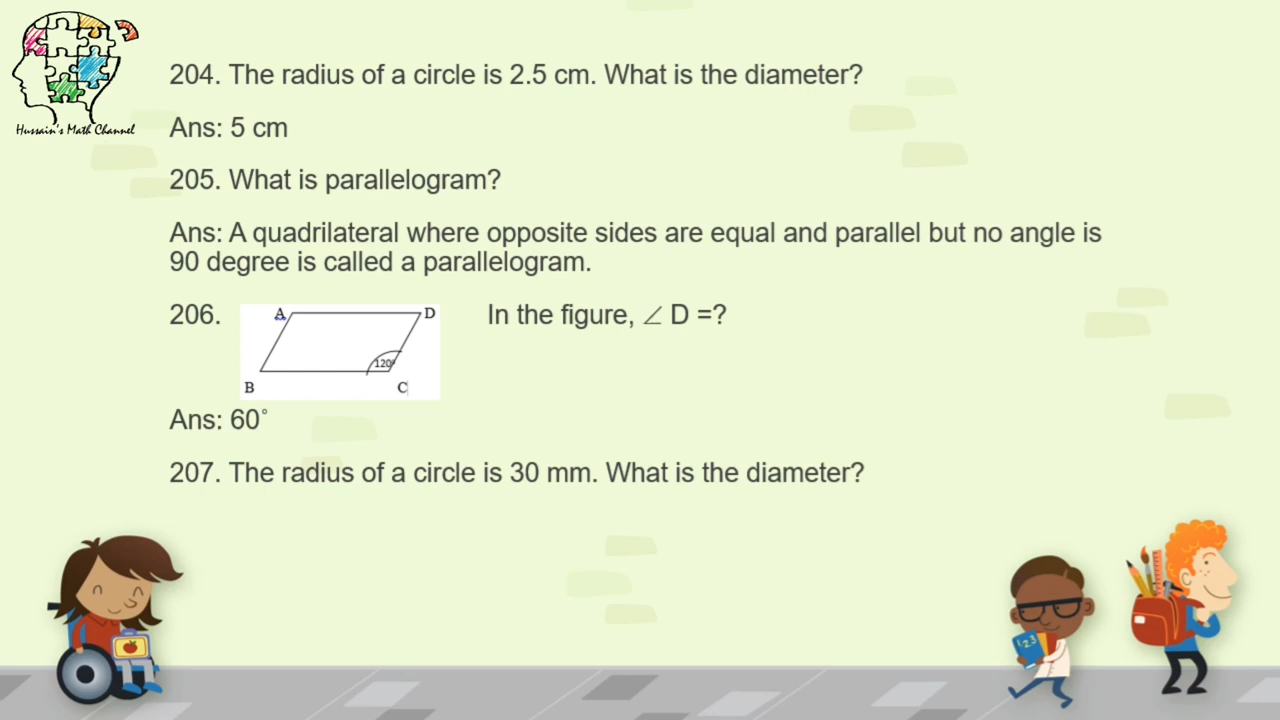 Hussain's Math Channel
204. The radius of a circle is 2.5 cm. What is the diameter?
Ans: 5 cm
205. What is parallelogram?
Ans: A quadrilateral where opposite sides are equal and parallel but no angle is
90 degree is called a parallelogram.
206. In the figure, ∠ D =?
A D
120°
B C
Ans: 60°
207. The radius of a circle is 30 mm. What is the diameter?
123